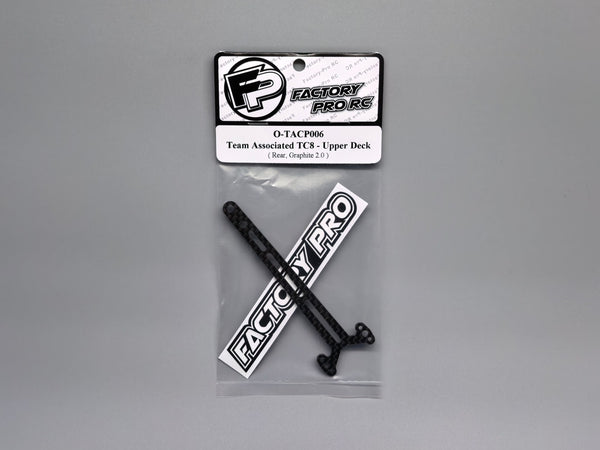 FP
FACTORY
PRO RC
O-TACP006
Team Associated TC8 - Upper Deck
( Rear, Graphite 2.0 )
FACTORY PRO